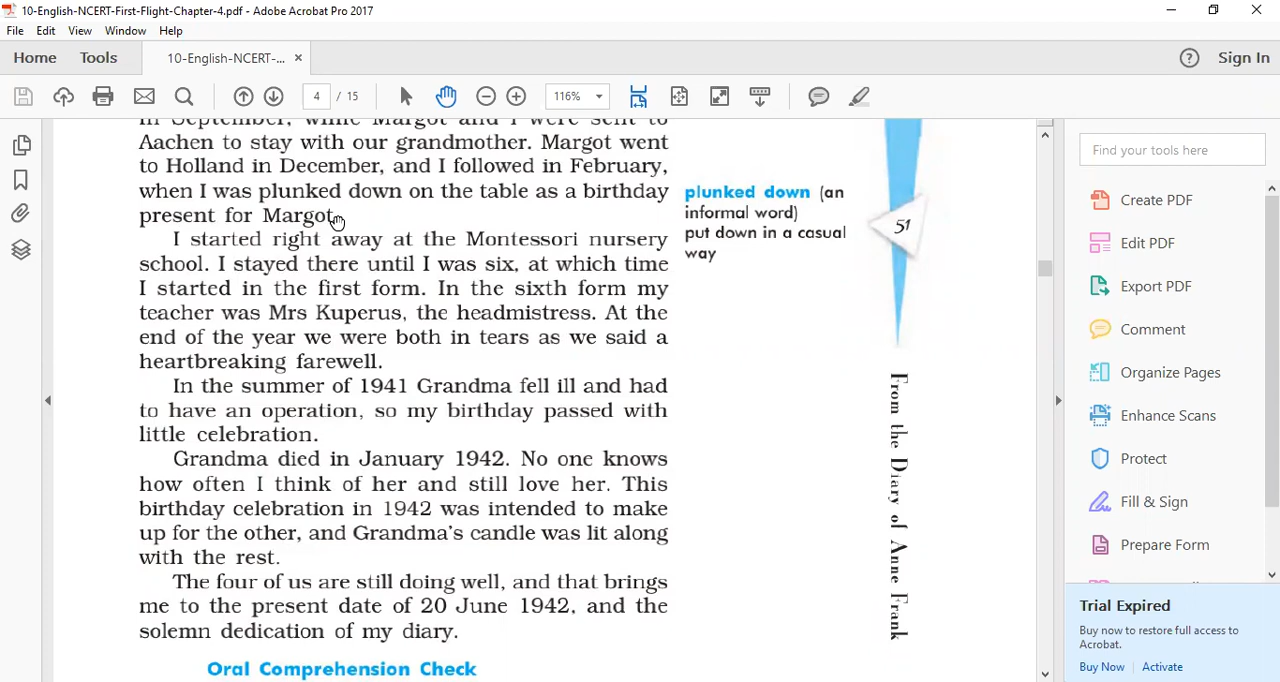 10-English-NCERT-First-Flight-Chapter-4.pdf - Adobe Acrobat Pro 2017
File Edit View Window Help
Home Tools 10-English-NCERT-... × Sign In
4 / 15 116%
in September, while Margot and I were sent to
Aachen to stay with our grandmother. Margot went
to Holland in December, and I followed in February,
when I was plunked down on the table as a birthday
present for Margot.
I started right away at the Montessori nursery
school. I stayed there until I was six, at which time
I started in the first form. In the sixth form my
teacher was Mrs Kuperus, the headmistress. At the
end of the year we were both in tears as we said a
heartbreaking farewell.
In the summer of 1941 Grandma fell ill and had
to have an operation, so my birthday passed with
little celebration.
Grandma died in January 1942. No one knows
how often I think of her and still love her. This
birthday celebration in 1942 was intended to make
up for the other, and Grandma's candle was lit along
with the rest.
The four of us are still doing well, and that brings
me to the present date of 20 June 1942, and the
solemn dedication of my diary.
Oral Comprehension Check
plunked down (an
informal word)
put down in a casual
way
51
From the Diary of Anne Frank
Find your tools here
Create PDF
Edit PDF
Export PDF
Comment
Organize Pages
Enhance Scans
Protect
Fill & Sign
Prepare Form
Trial Expired
Buy now to restore full access to
Acrobat.
Buy Now Activate